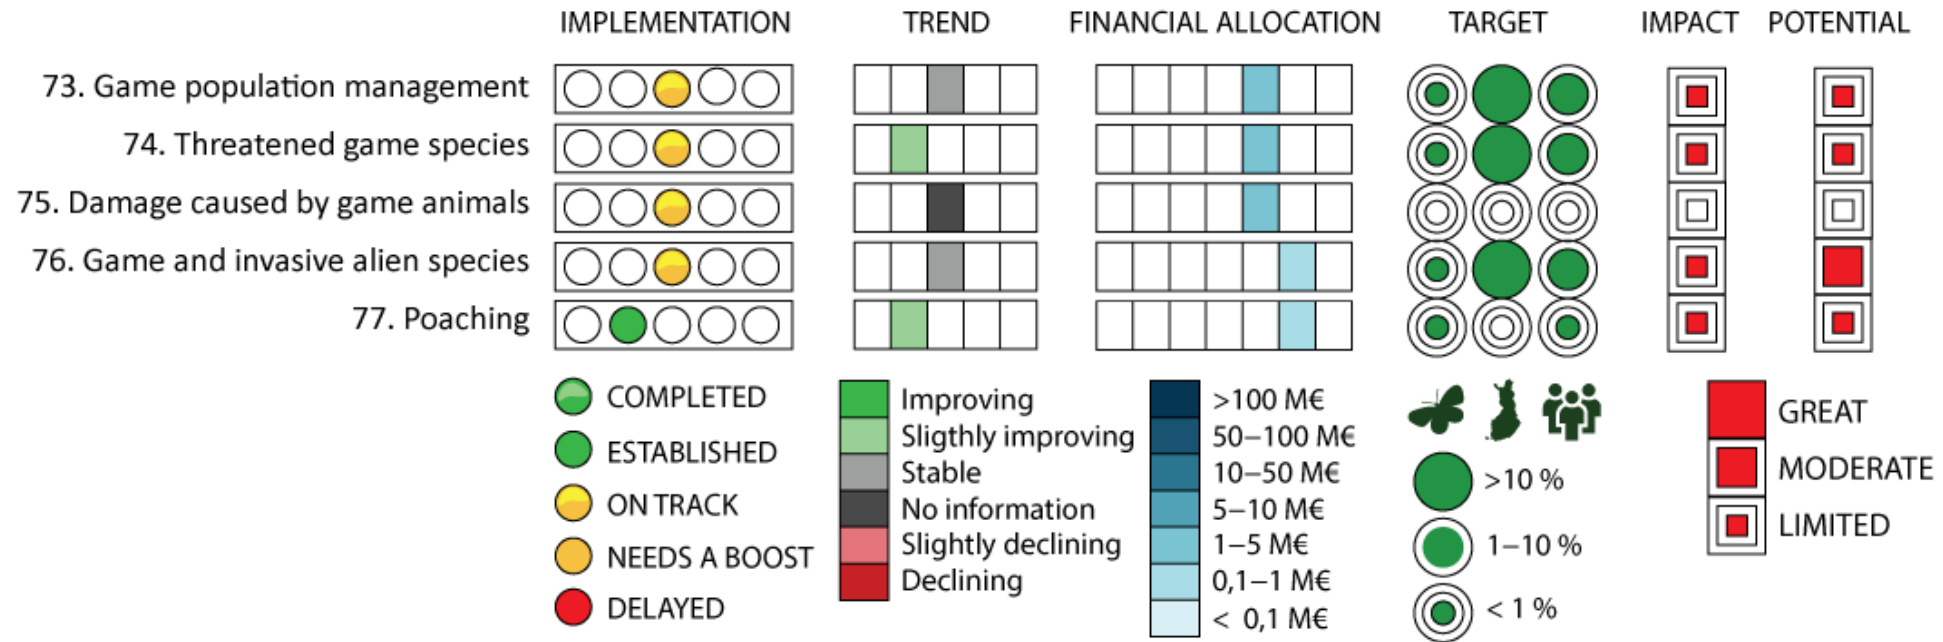 IMPLEMENTATION TREND FINANCIAL ALLOCATION TARGET IMPACT POTENTIAL
73. Game population management
74. Threatened game species
75. Damage caused by game animals
76. Game and invasive alien species
77. Poaching
COMPLETED
ESTABLISHED
ON TRACK
NEEDS A BOOST
DELAYED
Improving
Sligthly improving
Stable
No information
Slightly declining
Declining
>100 M€
50–100 M€
10–50 M€
5–10 M€
1–5 M€
0,1–1 M€
< 0,1 M€
>10 %
1–10 %
< 1 %
GREAT
MODERATE
LIMITED